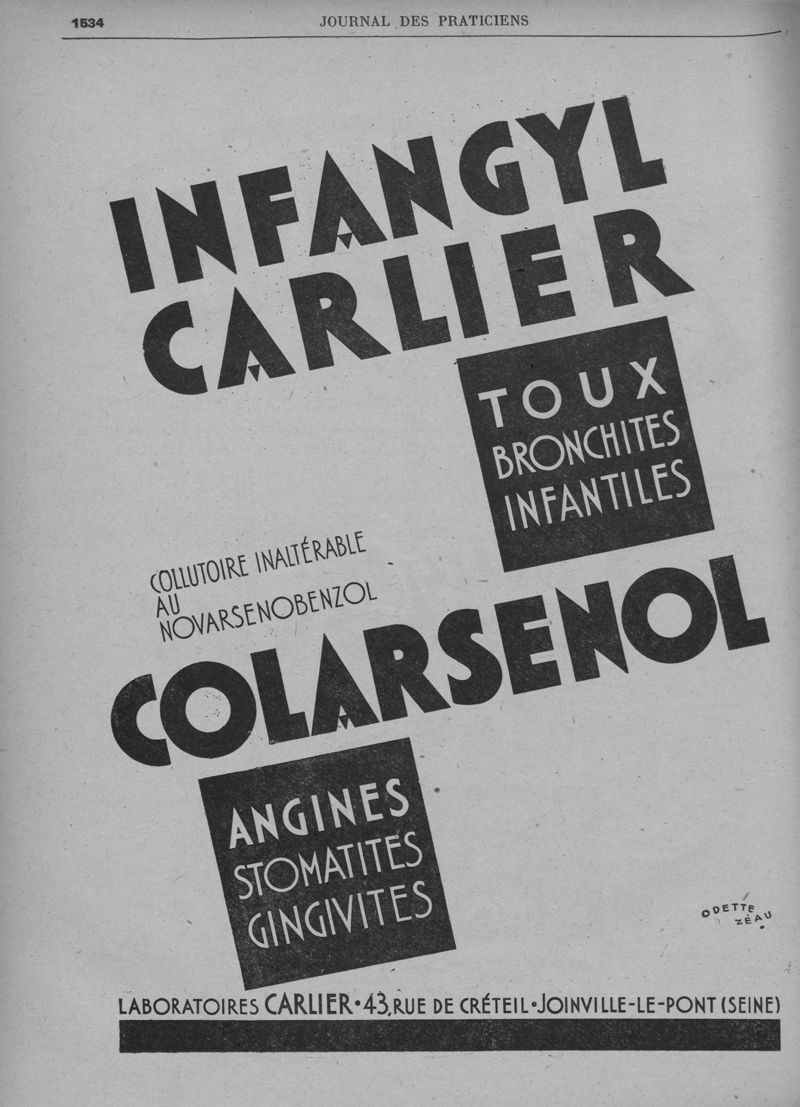 1534
JOURNAL DES PRATICIENS
INFANGYL
CARLIER
TOUX
BRONCHITES
INFANTILES
COLLUTOIRE INALTÉRABLE
AU
NOVARSENOBENZOL
COLARSENOL
ANGINES
STOMATITES
GINGIVITES
ODETTE
ZÉAU
LABORATOIRES CARLIER • 43, RUE DE CRÉTEIL • JOINVILLE-LE-PONT (SEINE)